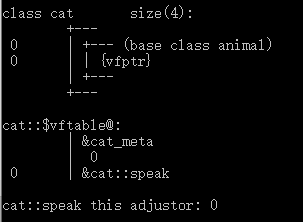 class cat       size(4):
        +---
 0      | +--- (base class animal)
 0      | | {vfptr}
        | +---
        +---

cat::$vftable@:
        | &cat_meta
        |  0
 0      | &cat::speak

cat::speak this adjustor: 0